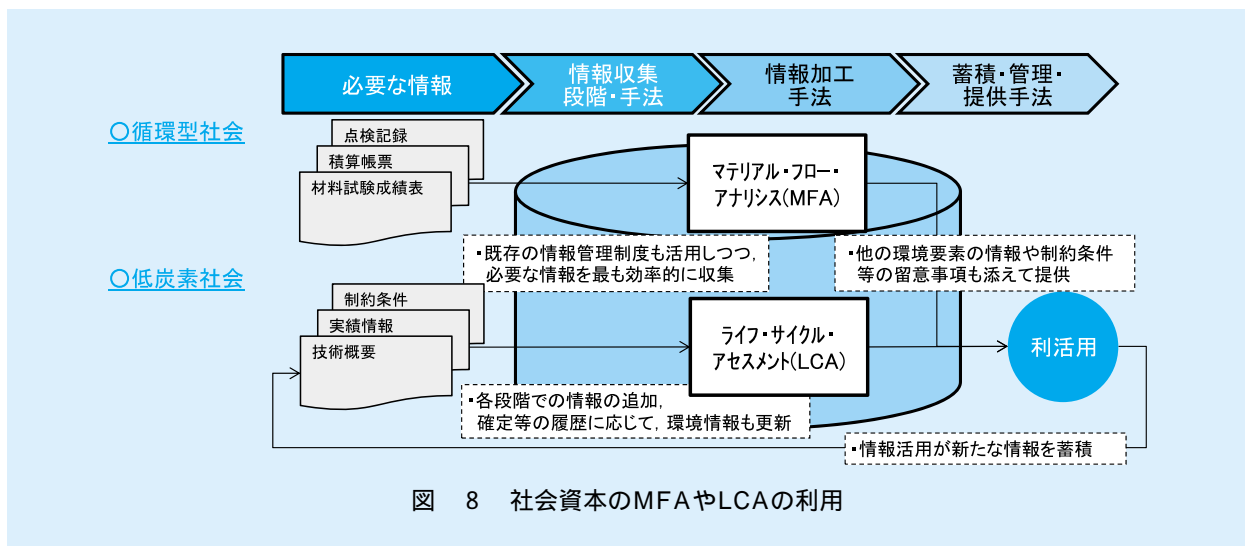 必要な情報
情報収集
段階・手法
情報加工
手法
蓄積・管理・
提供手法
〇循環型社会
点検記録
積算帳票
材料試験成績表
マテリアル・フロー・
アナリシス(MFA)
・既存の情報管理制度も活用しつつ,
必要な情報を最も効率的に収集
・他の環境要素の情報や制約条件
等の留意事項も添えて提供
〇低炭素社会
制約条件
実績情報
技術概要
ライフ・サイクル・
アセスメント(LCA)
利活用
・各段階での情報の追加,
確定等の履歴に応じて, 環境情報も更新
・情報活用が新たな情報を蓄積
図 8 社会資本のMFAやLCAの利用